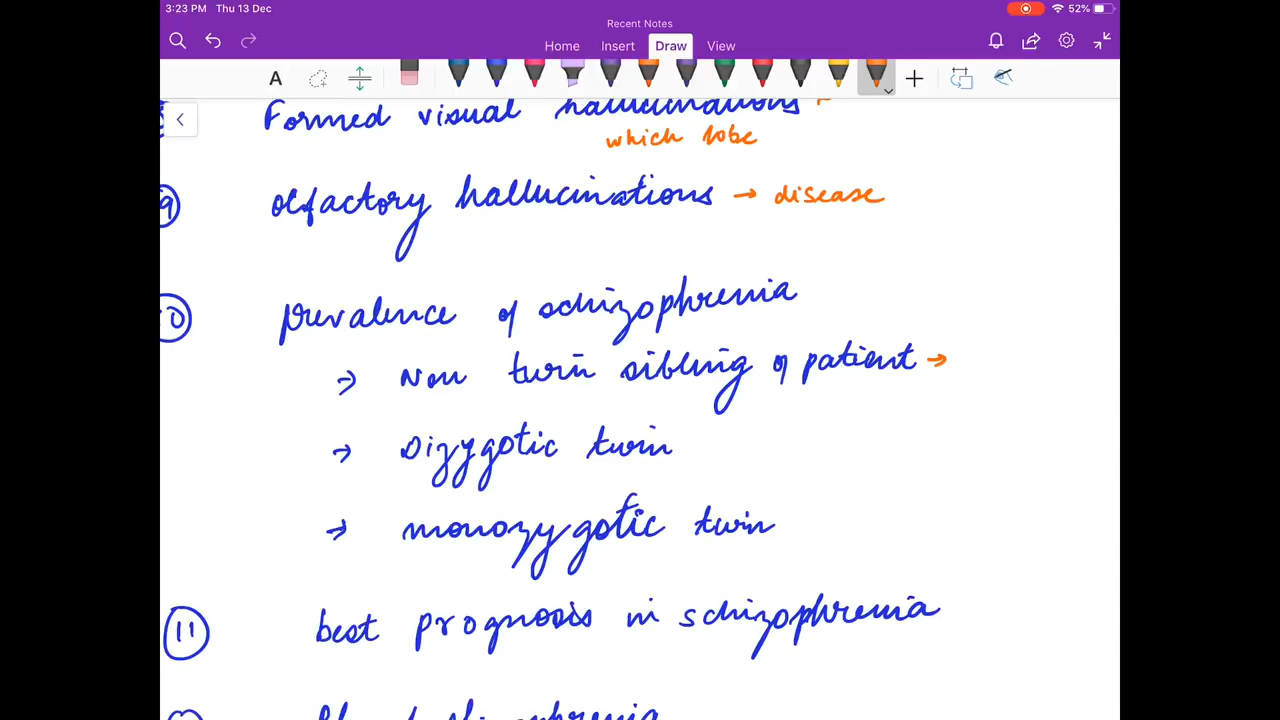 3:23 PM Thu 13 Dec
52%
Recent Notes
Home Insert Draw View
A
Formed visual hallucinations →
which lobe
9 olfactory hallucinations → disease
10 prevalence of schizophrenia
→ Non twin sibling of patient →
→ Dizygotic twin
→ monozygotic twin
11 best prognosis in schizophrenia